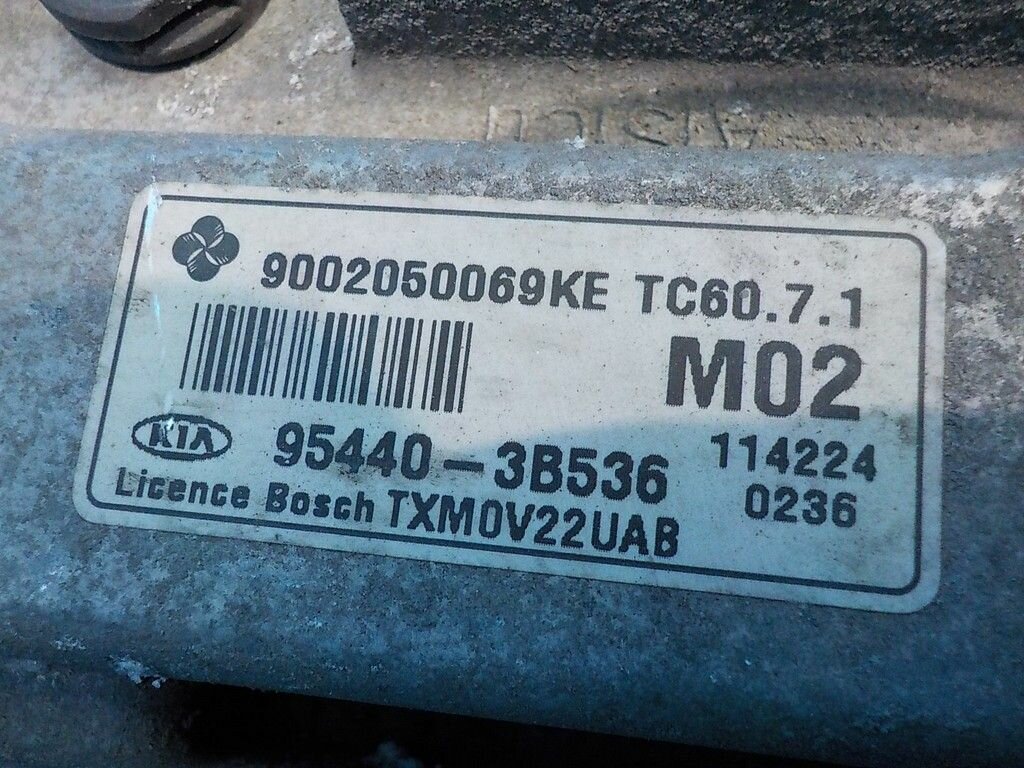 9002050069KE TC60.7.1
M02
KIA
95440-3B536 114224
Licence Bosch TXM0V22UAB 0236